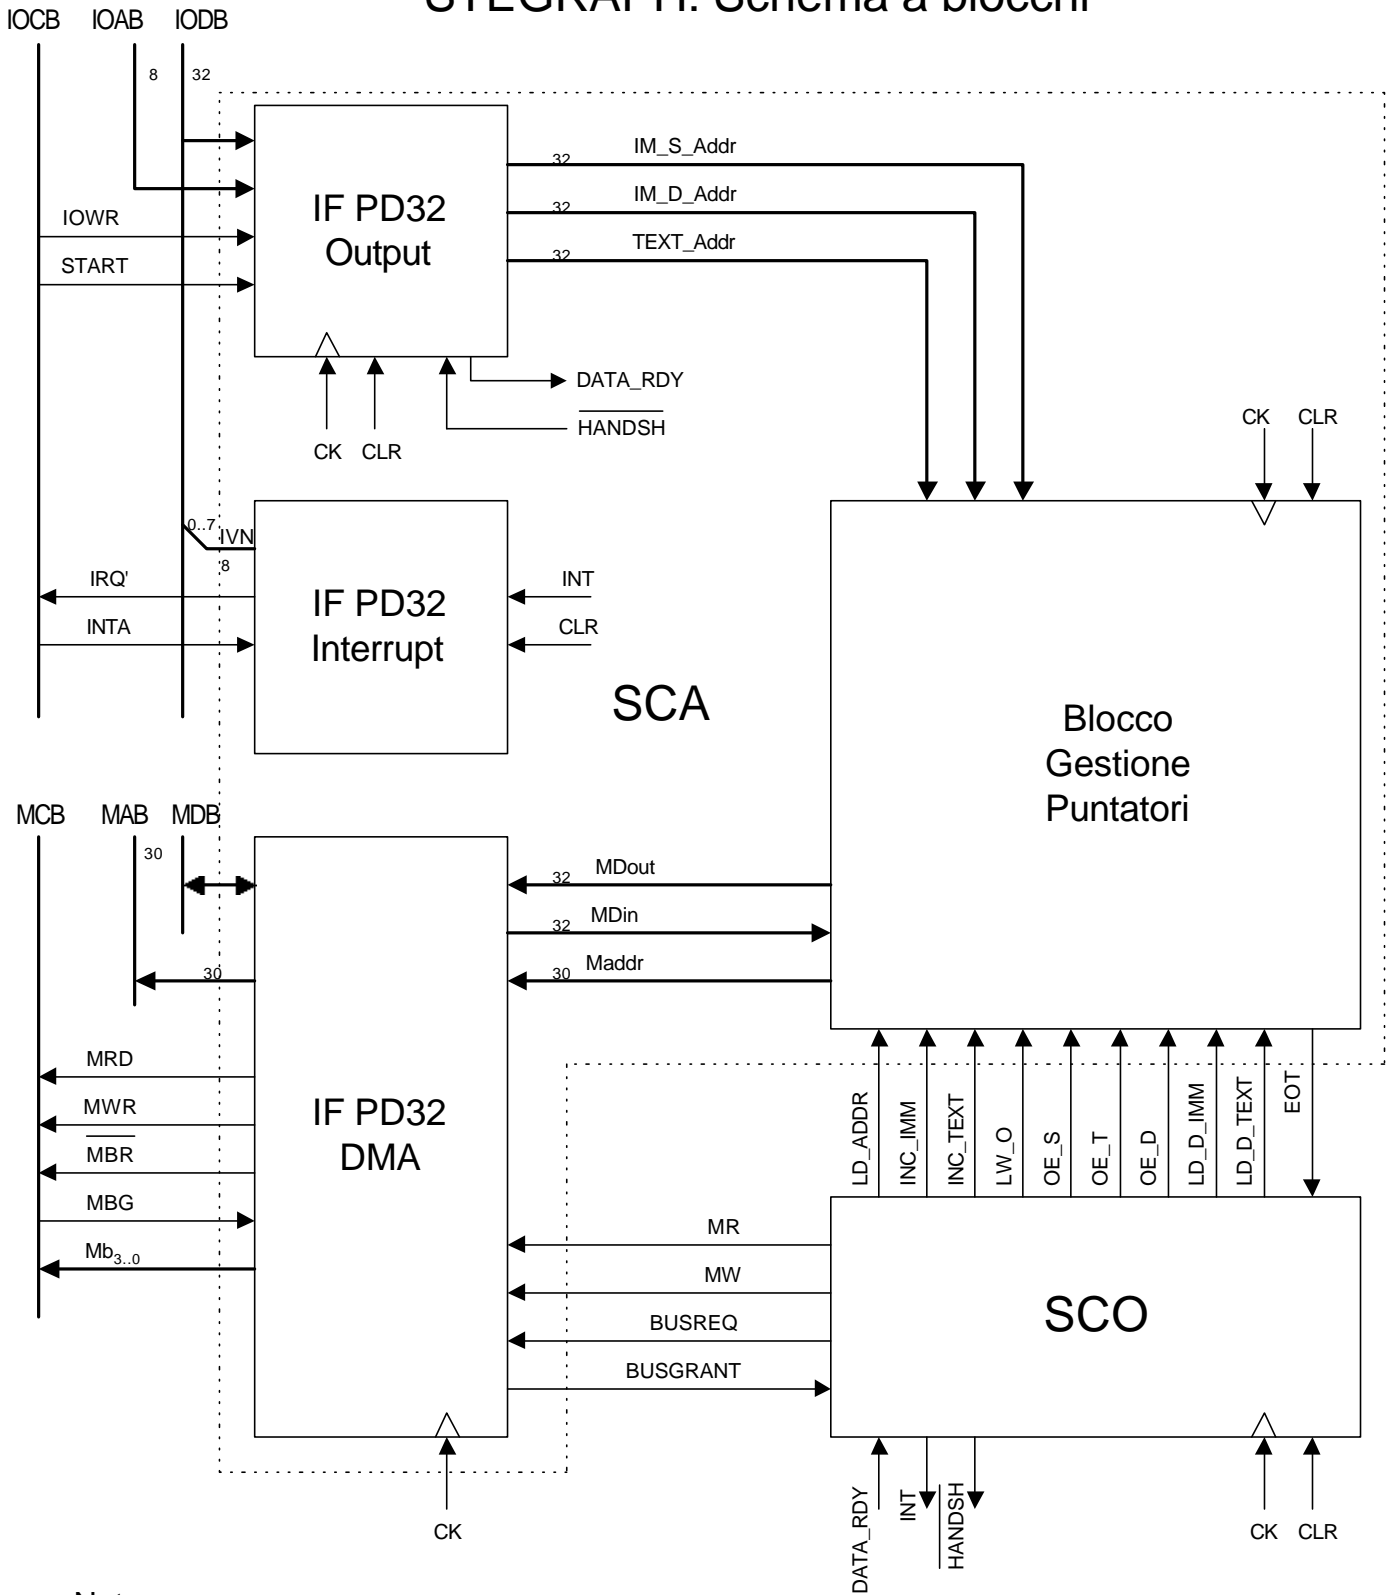 STEGRAPH: Schema a blocchi
IOCB IOAB IODB
8 32
IF PD32
Output
IOWR
START
32 IM_S_Addr
32 IM_D_Addr
32 TEXT_Addr
DATA_RDY
HANDSH
CK CLR
CK CLR
0..7
IVN
8
IRQ'
INTA
IF PD32
Interrupt
INT
CLR
SCA
Blocco
Gestione
Puntatori
MCB MAB MDB
30
30
32 MDout
32 MDin
30 Maddr
MRD
MWR
MBR
MBG
Mb3..0
IF PD32
DMA
LD_ADDR
INC_IMM
INC_TEXT
LW_O
OE_S
OE_T
OE_D
LD_D_IMM
LD_D_TEXT
EOT
MR
MW
BUSREQ
BUSGRANT
SCO
CK
DATA_RDY
INT
HANDSH
CK CLR